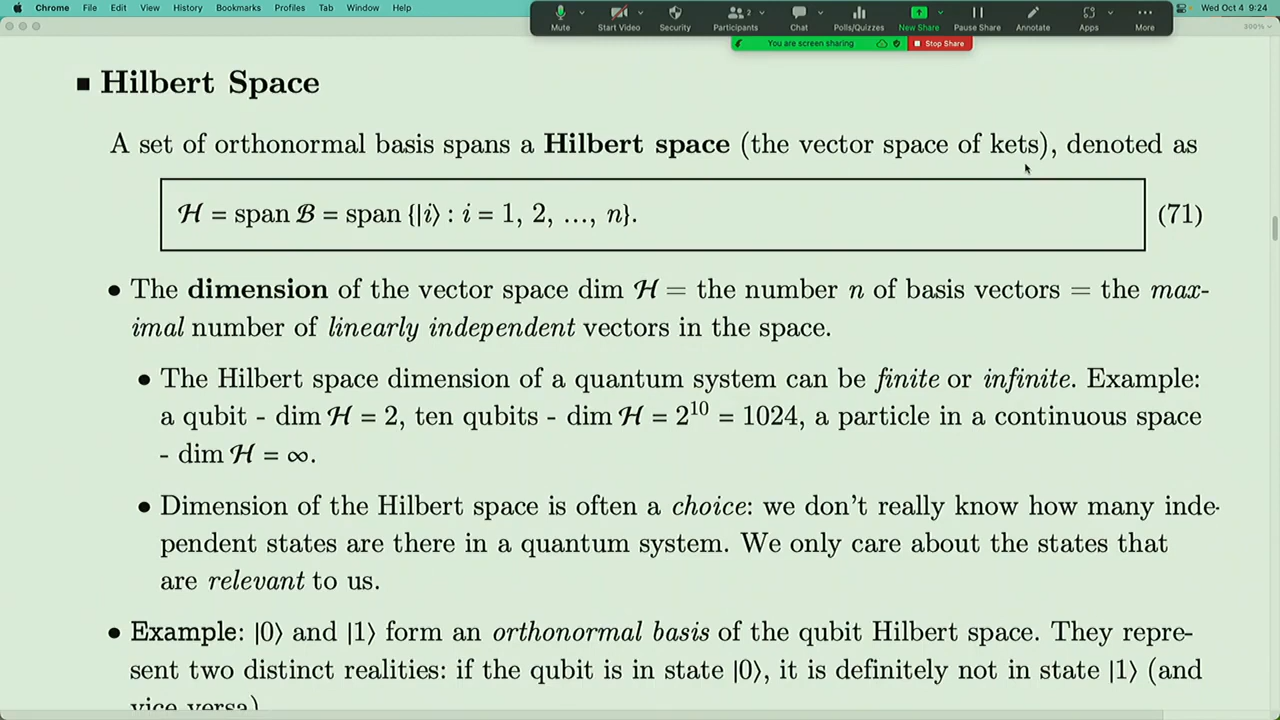 Chrome File Edit View History Bookmarks Profiles Tab Window Help
Wed Oct 4 9:24
Mute Start Video Security Participants 2 Chat Polls/Quizzes New Share Pause Share Annotate Apps More
You are screen sharing Stop Share
300%
■ Hilbert Space
A set of orthonormal basis spans a Hilbert space (the vector space of kets), denoted as
ℋ = span ℬ = span {|i⟩ : i = 1, 2, ..., n}. (71)
• The dimension of the vector space dim ℋ = the number n of basis vectors = the max-
imal number of linearly independent vectors in the space.
• The Hilbert space dimension of a quantum system can be finite or infinite. Example:
a qubit - dim ℋ = 2, ten qubits - dim ℋ = 2¹⁰ = 1024, a particle in a continuous space
- dim ℋ = ∞.
• Dimension of the Hilbert space is often a choice: we don't really know how many inde-
pendent states are there in a quantum system. We only care about the states that
are relevant to us.
• Example: |0⟩ and |1⟩ form an orthonormal basis of the qubit Hilbert space. They repre-
sent two distinct realities: if the qubit is in state |0⟩, it is definitely not in state |1⟩ (and
vice versa)